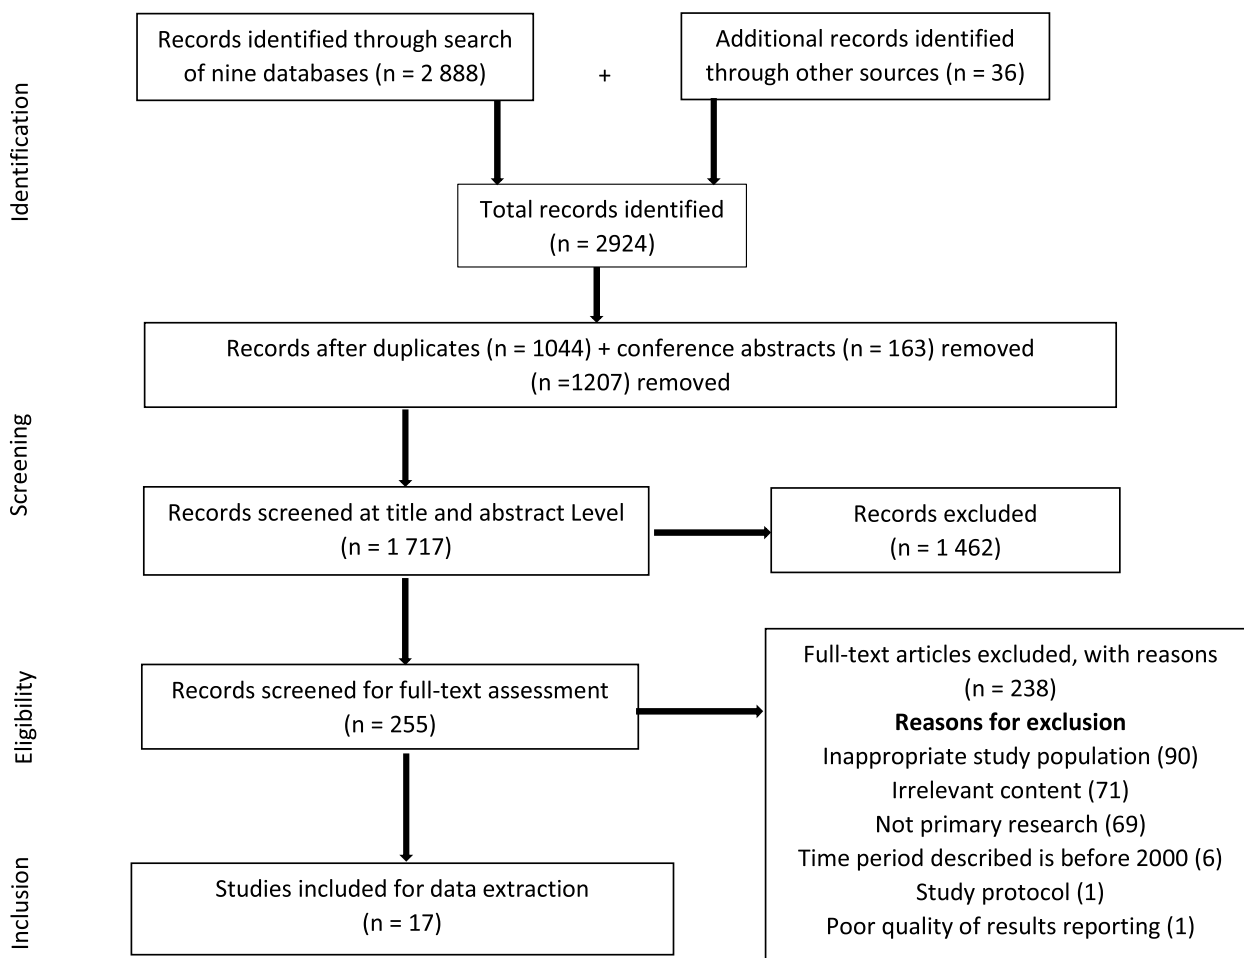 Identification
Records identified through search
of nine databases (n = 2 888)
+
Additional records identified
through other sources (n = 36)
Total records identified
(n = 2924)
Screening
Records after duplicates (n = 1044) + conference abstracts (n = 163) removed
(n =1207) removed
Records screened at title and abstract Level
(n = 1 717)
Records excluded
(n = 1 462)
Eligibility
Records screened for full-text assessment
(n = 255)
Full-text articles excluded, with reasons
(n = 238)
Reasons for exclusion
Inappropriate study population (90)
Irrelevant content (71)
Not primary research (69)
Time period described is before 2000 (6)
Study protocol (1)
Poor quality of results reporting (1)
Inclusion
Studies included for data extraction
(n = 17)